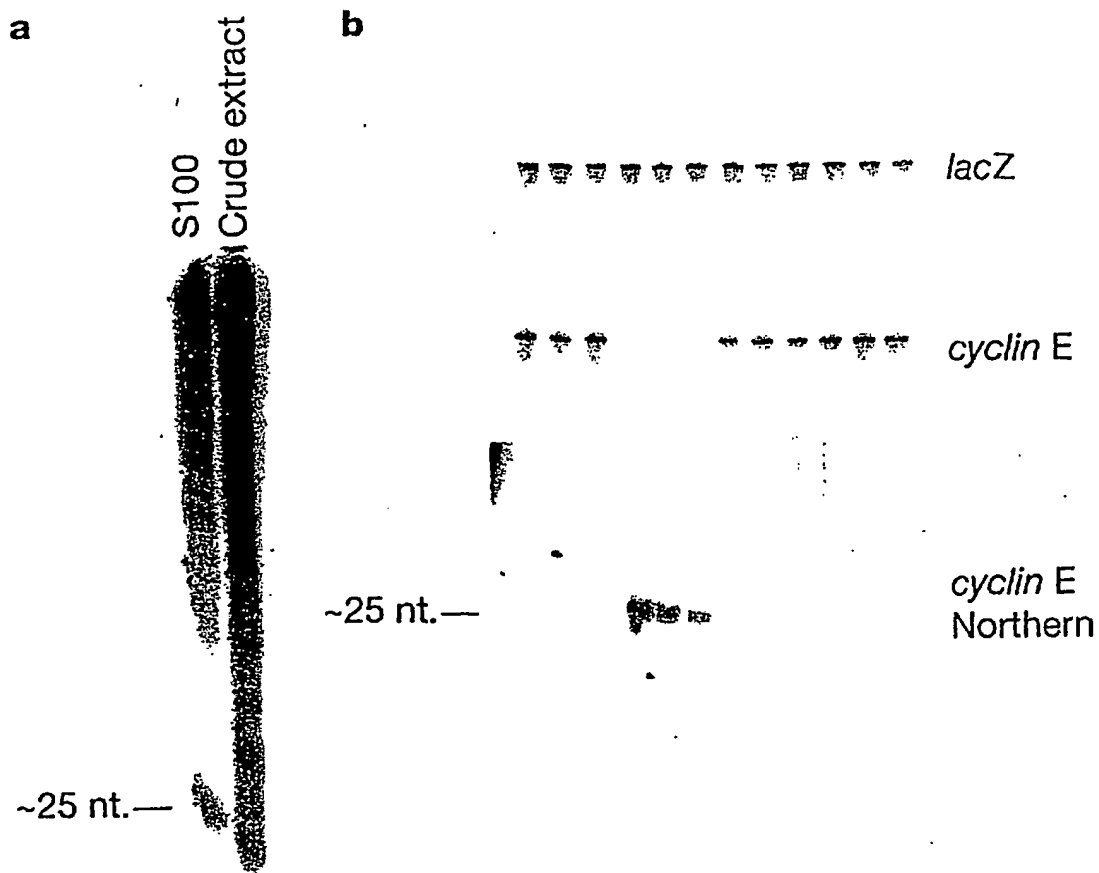 a
b
S100
Crude extract
lacZ
cyclin E
~25 nt.—
cyclin E
Northern
~25 nt.—